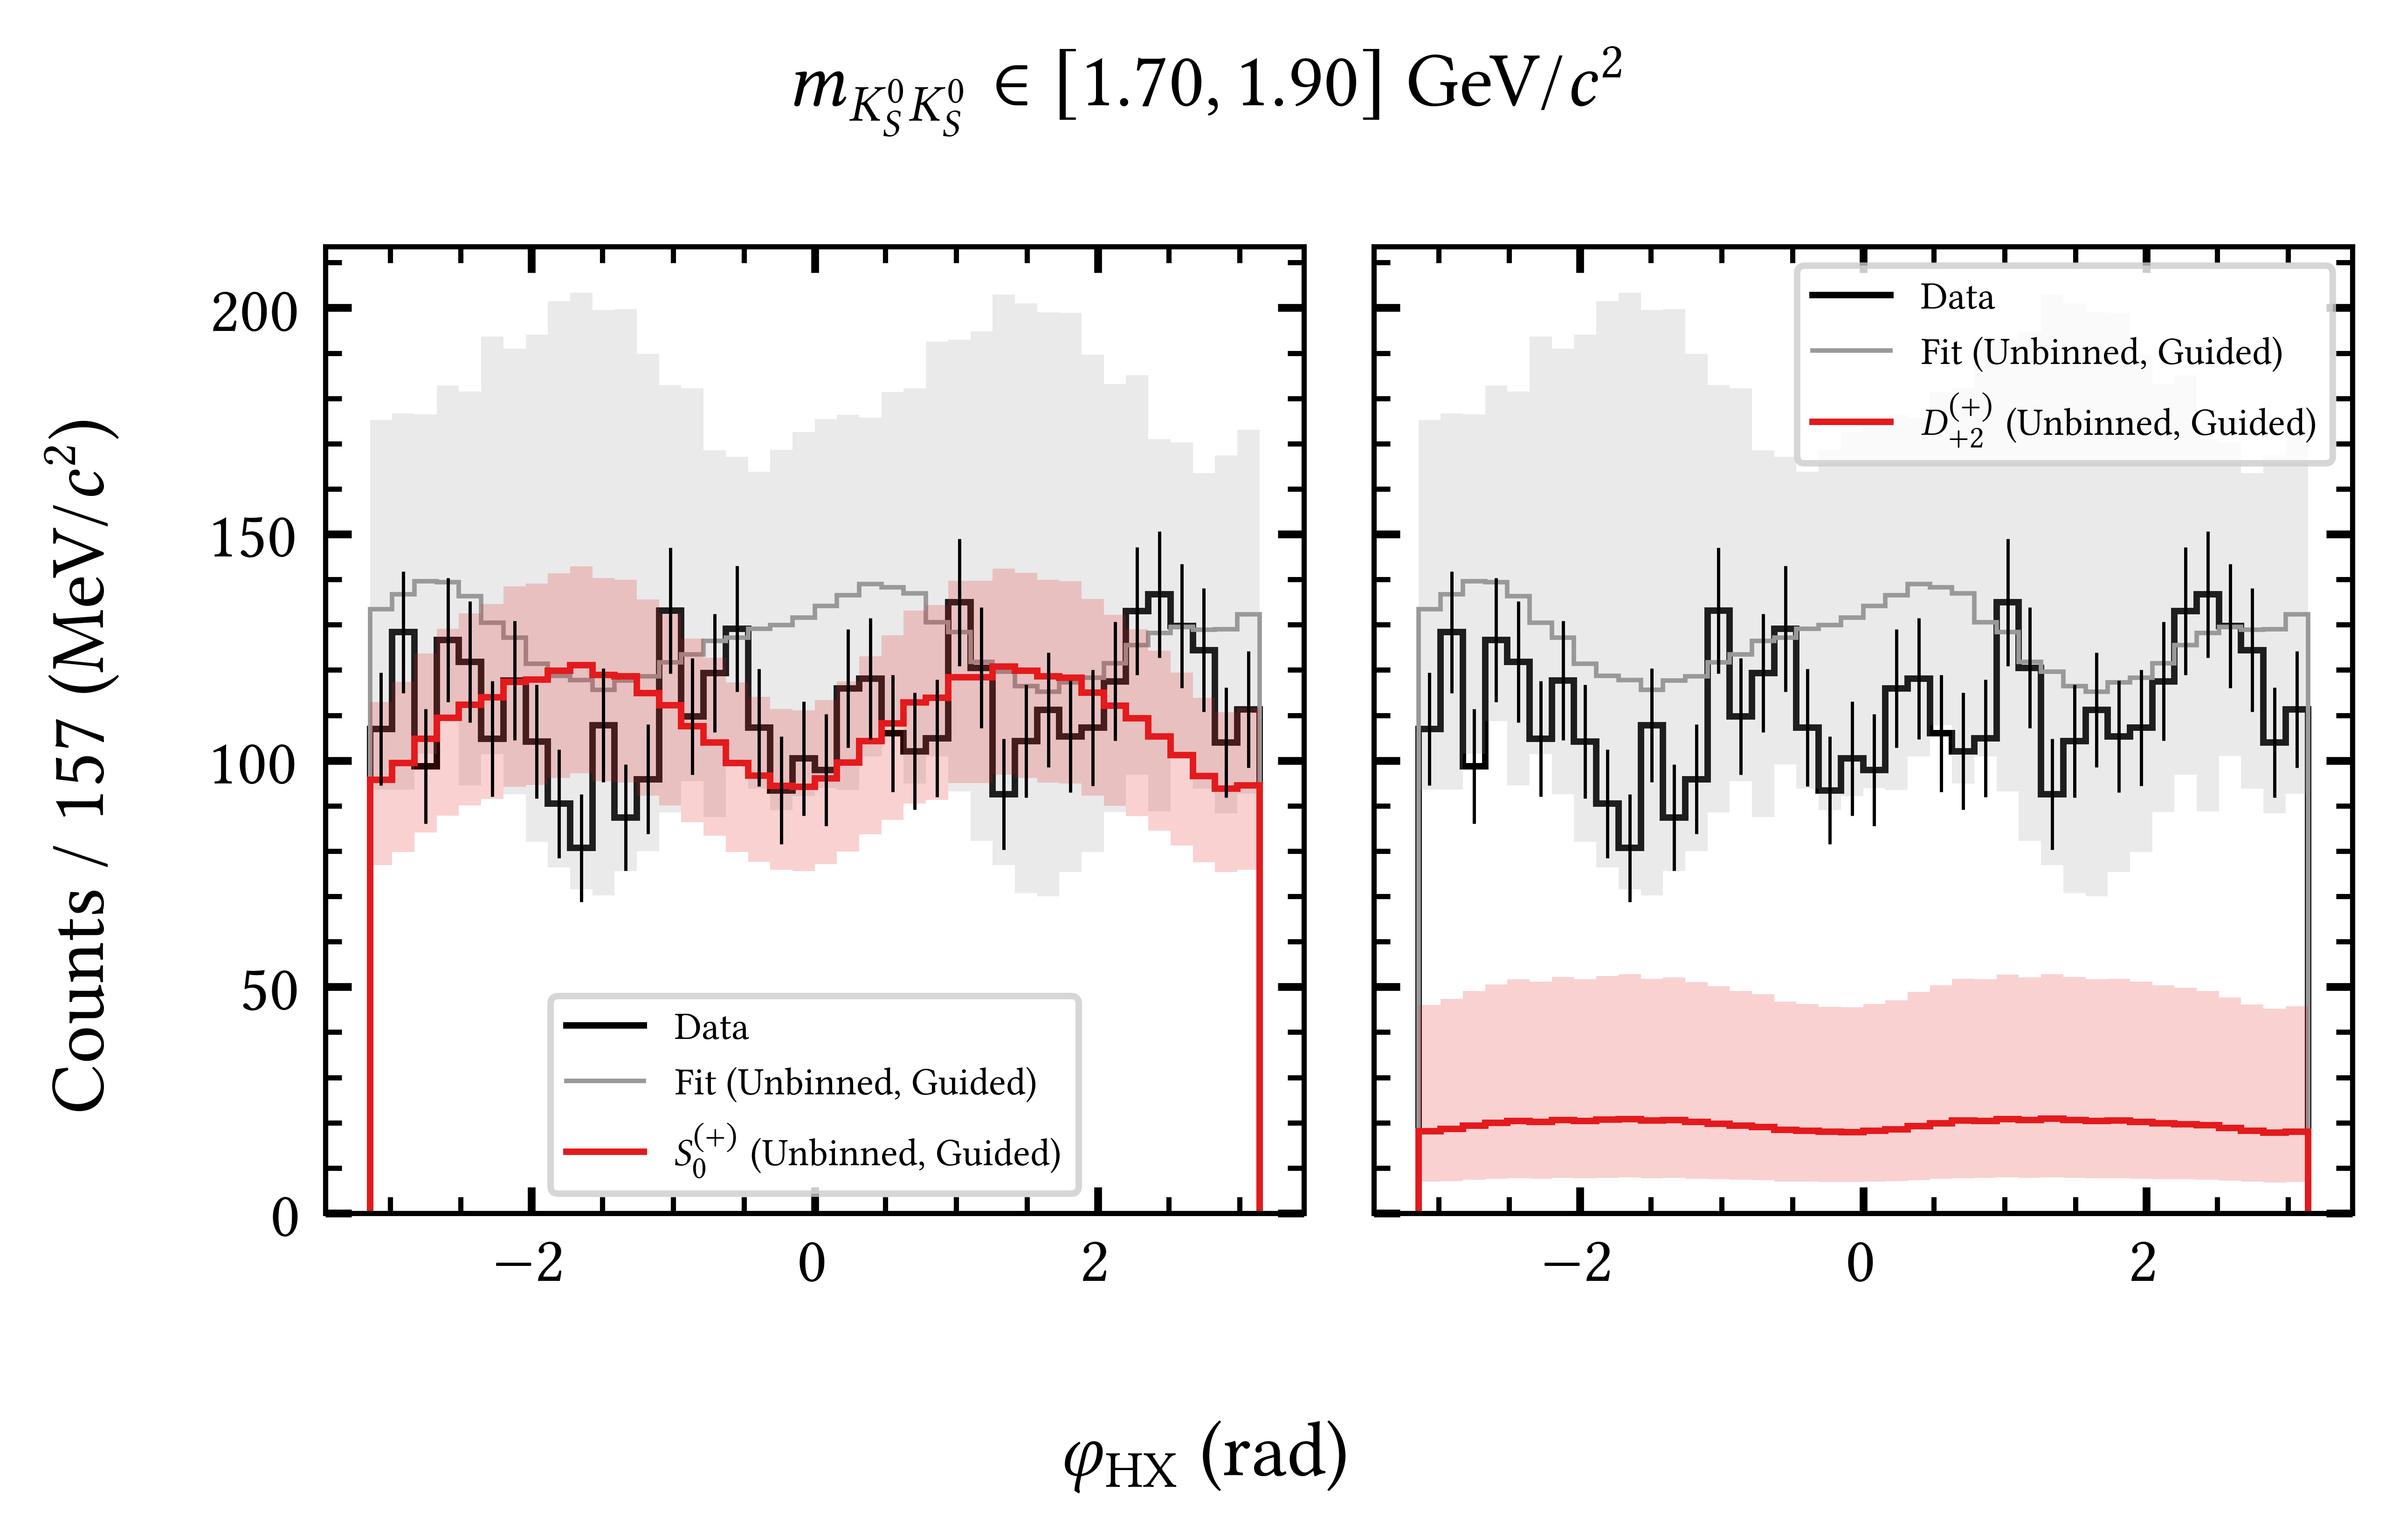 m_{K_S^0 K_S^0} ∈ [1.70, 1.90] GeV/c²
Counts / 157 (MeV/c²)
200
150
100
50
0
Data
Fit (Unbinned, Guided)
S_0^{(+)} (Unbinned, Guided)
−2
0
2
Data
Fit (Unbinned, Guided)
D_{+2}^{(+)} (Unbinned, Guided)
−2
0
2
φ_{HX} (rad)